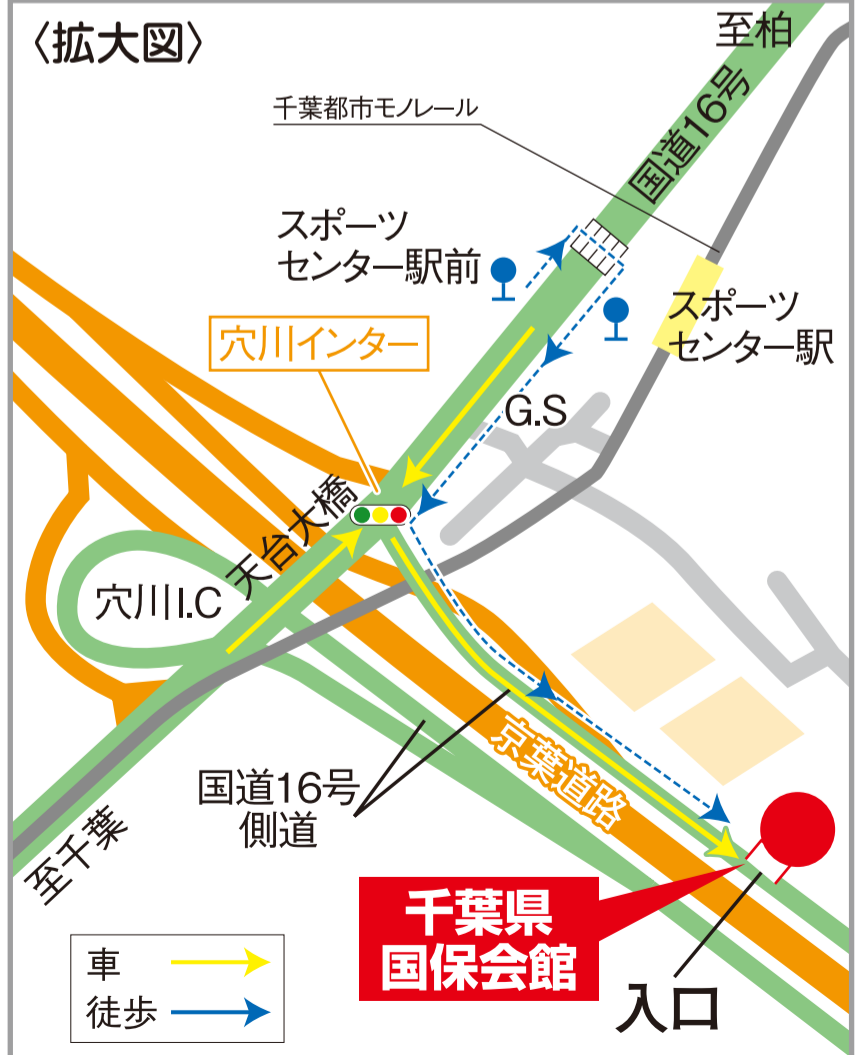 〈拡大図〉
至柏
千葉都市モノレール
国道16号
スポーツ
センター駅前
スポーツ
センター駅
穴川インター
G.S
天台大橋
穴川I.C
京葉道路
国道16号
側道
至千葉
千葉県
国保会館
入口
車
徒歩